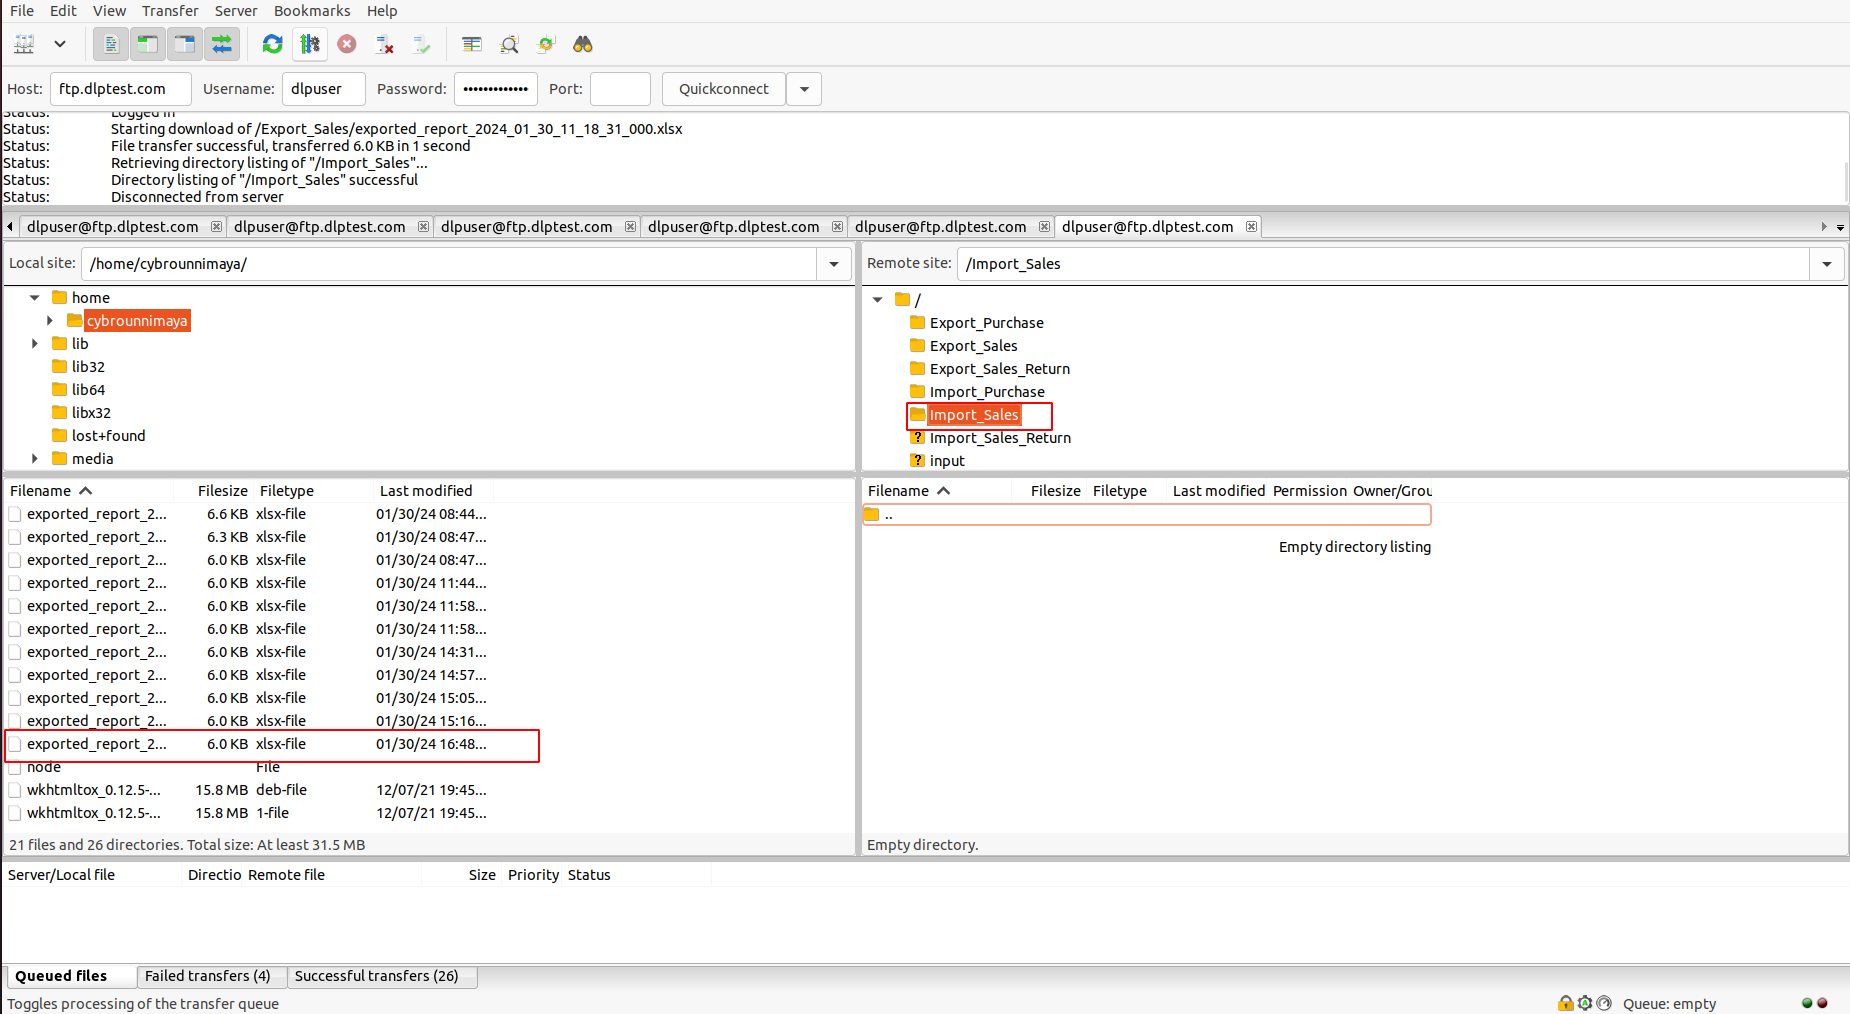 File Edit View Transfer Server Bookmarks Help
Host: ftp.dlptest.com Username: dlpuser Password: ••••••••••••• Port: Quickconnect
Status: Logged in
Status: Starting download of /Export_Sales/exported_report_2024_01_30_11_18_31_000.xlsx
Status: File transfer successful, transferred 6.0 KB in 1 second
Status: Retrieving directory listing of "/Import_Sales"...
Status: Directory listing of "/Import_Sales" successful
Status: Disconnected from server
dlpuser@ftp.dlptest.com dlpuser@ftp.dlptest.com dlpuser@ftp.dlptest.com dlpuser@ftp.dlptest.com dlpuser@ftp.dlptest.com dlpuser@ftp.dlptest.com
Local site: /home/cybrounnimaya/
home
cybrounnimaya
lib
lib32
lib64
libx32
lost+found
media
Filename Filesize Filetype Last modified
exported_report_2... 6.6 KB xlsx-file 01/30/24 08:44...
exported_report_2... 6.3 KB xlsx-file 01/30/24 08:47...
exported_report_2... 6.0 KB xlsx-file 01/30/24 08:47...
exported_report_2... 6.0 KB xlsx-file 01/30/24 11:44...
exported_report_2... 6.0 KB xlsx-file 01/30/24 11:58...
exported_report_2... 6.0 KB xlsx-file 01/30/24 11:58...
exported_report_2... 6.0 KB xlsx-file 01/30/24 14:31...
exported_report_2... 6.0 KB xlsx-file 01/30/24 14:57...
exported_report_2... 6.0 KB xlsx-file 01/30/24 15:05...
exported_report_2... 6.0 KB xlsx-file 01/30/24 15:16...
exported_report_2... 6.0 KB xlsx-file 01/30/24 16:48...
node File
wkhtmltox_0.12.5-... 15.8 MB deb-file 12/07/21 19:45...
wkhtmltox_0.12.5-... 15.8 MB 1-file 12/07/21 19:45...
21 files and 26 directories. Total size: At least 31.5 MB
Remote site: /Import_Sales
/
Export_Purchase
Export_Sales
Export_Sales_Return
Import_Purchase
Import_Sales
? Import_Sales_Return
? input
Filename Filesize Filetype Last modified Permission Owner/Grou
..
Empty directory listing
Empty directory.
Server/Local file Directio Remote file Size Priority Status
Queued files Failed transfers (4) Successful transfers (26)
Toggles processing of the transfer queue Queue: empty